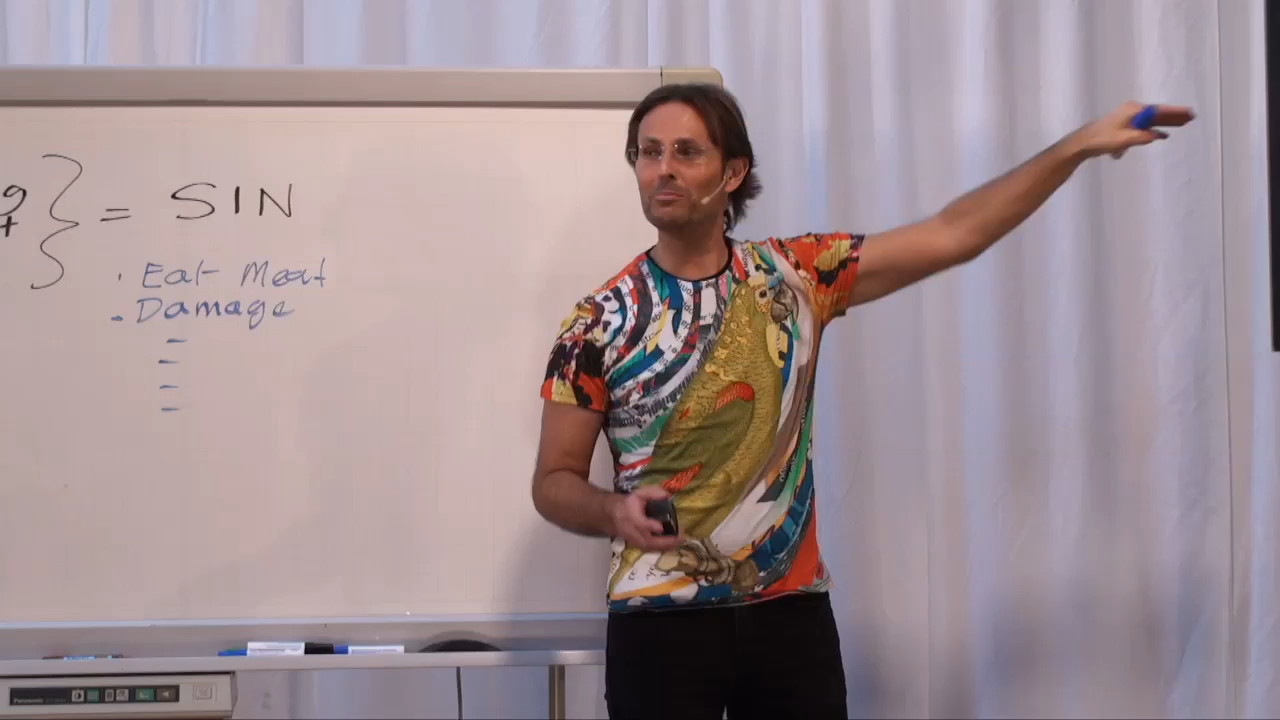 g } = SIN
+
. Eat Meat
. Damage
-
-
-
-
Panasonic